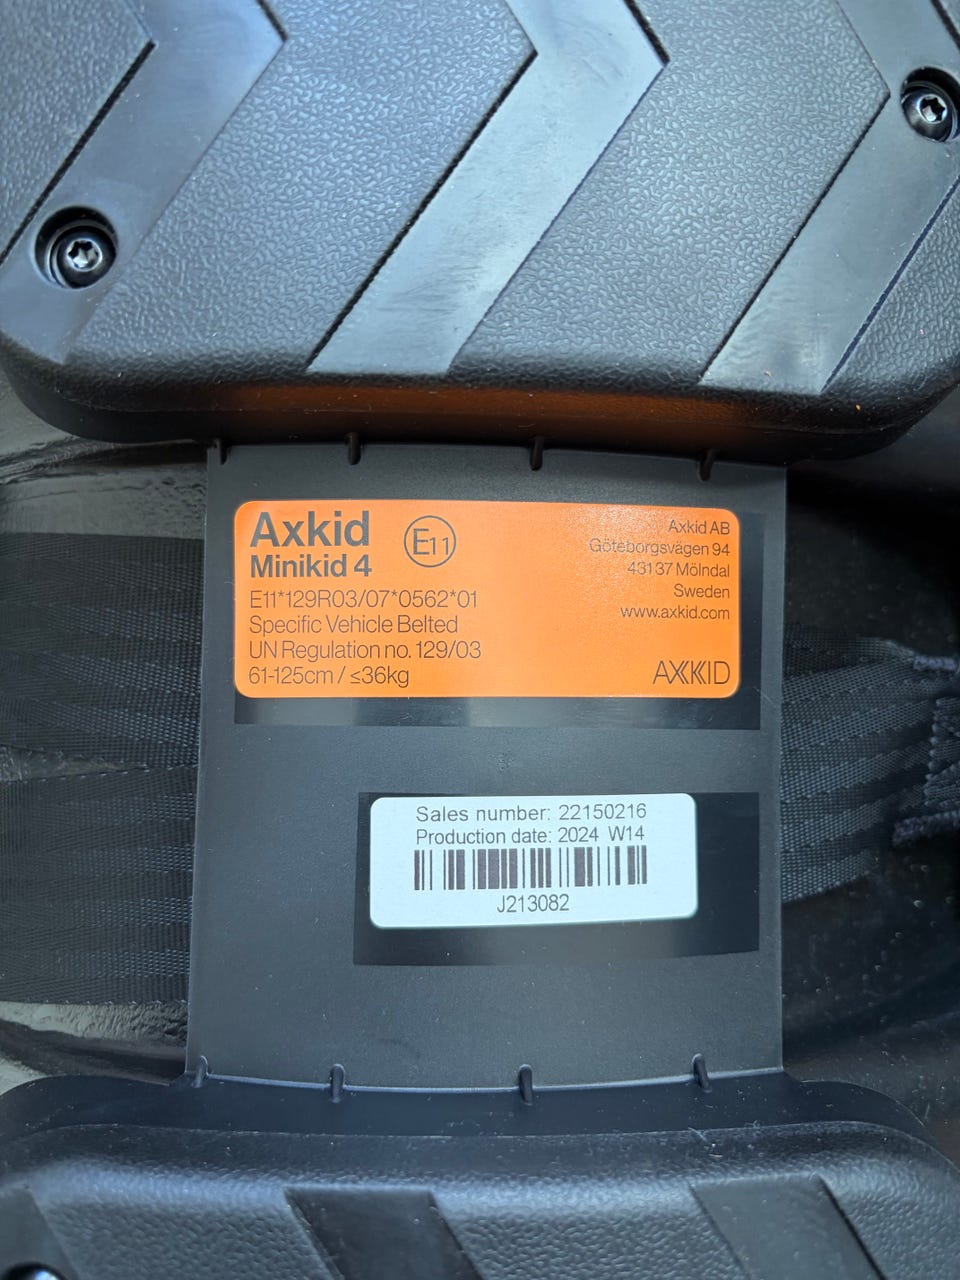 Axkid
Minikid 4
E11
E11*129R03/07*0562*01
Specific Vehicle Belted
UN Regulation no. 129/03
61-125cm / ≤36kg
Axkid AB
Göteborgsvägen 94
431 37 Mölndal
Sweden
www.axkid.com
AXKID
Sales number: 22150216
Production date: 2024 W14
J213082